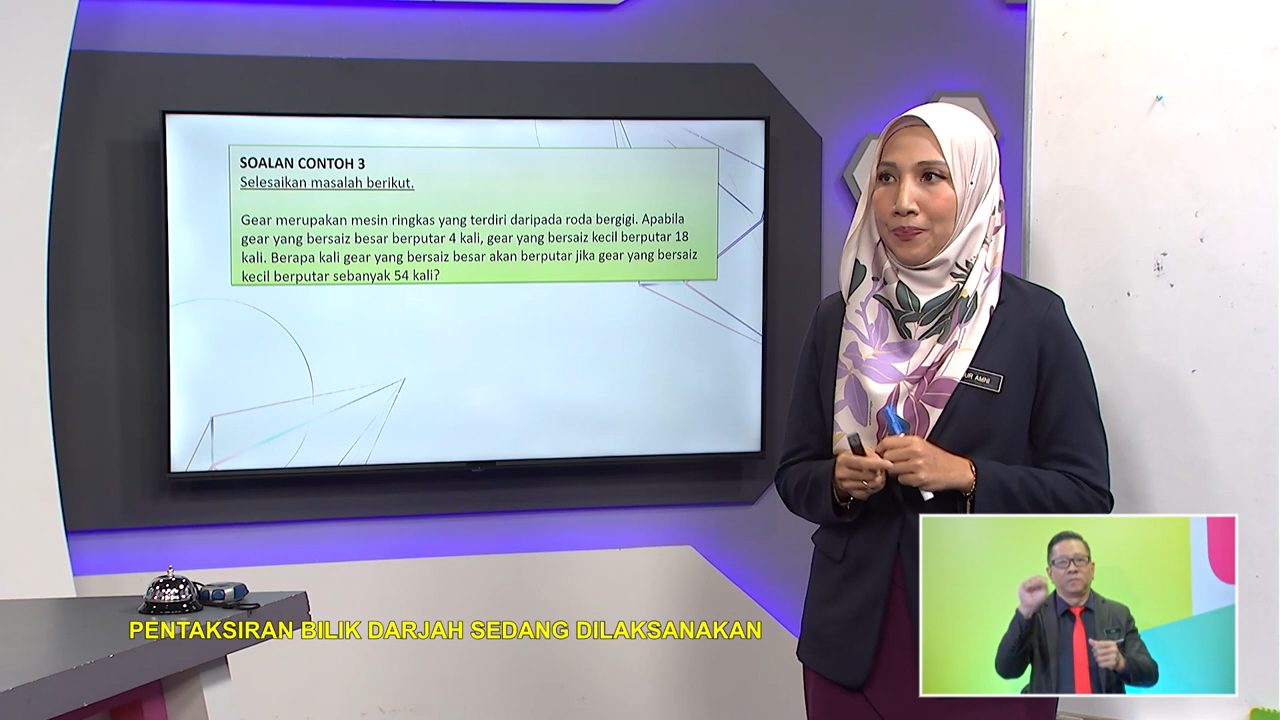 SOALAN CONTOH 3
Selesaikan masalah berikut.
Gear merupakan mesin ringkas yang terdiri daripada roda bergigi. Apabila
gear yang bersaiz besar berputar 4 kali, gear yang bersaiz kecil berputar 18
kali. Berapa kali gear yang bersaiz besar akan berputar jika gear yang bersaiz
kecil berputar sebanyak 54 kali?
AMNI
PENTAKSIRAN BILIK DARJAH SEDANG DILAKSANAKAN